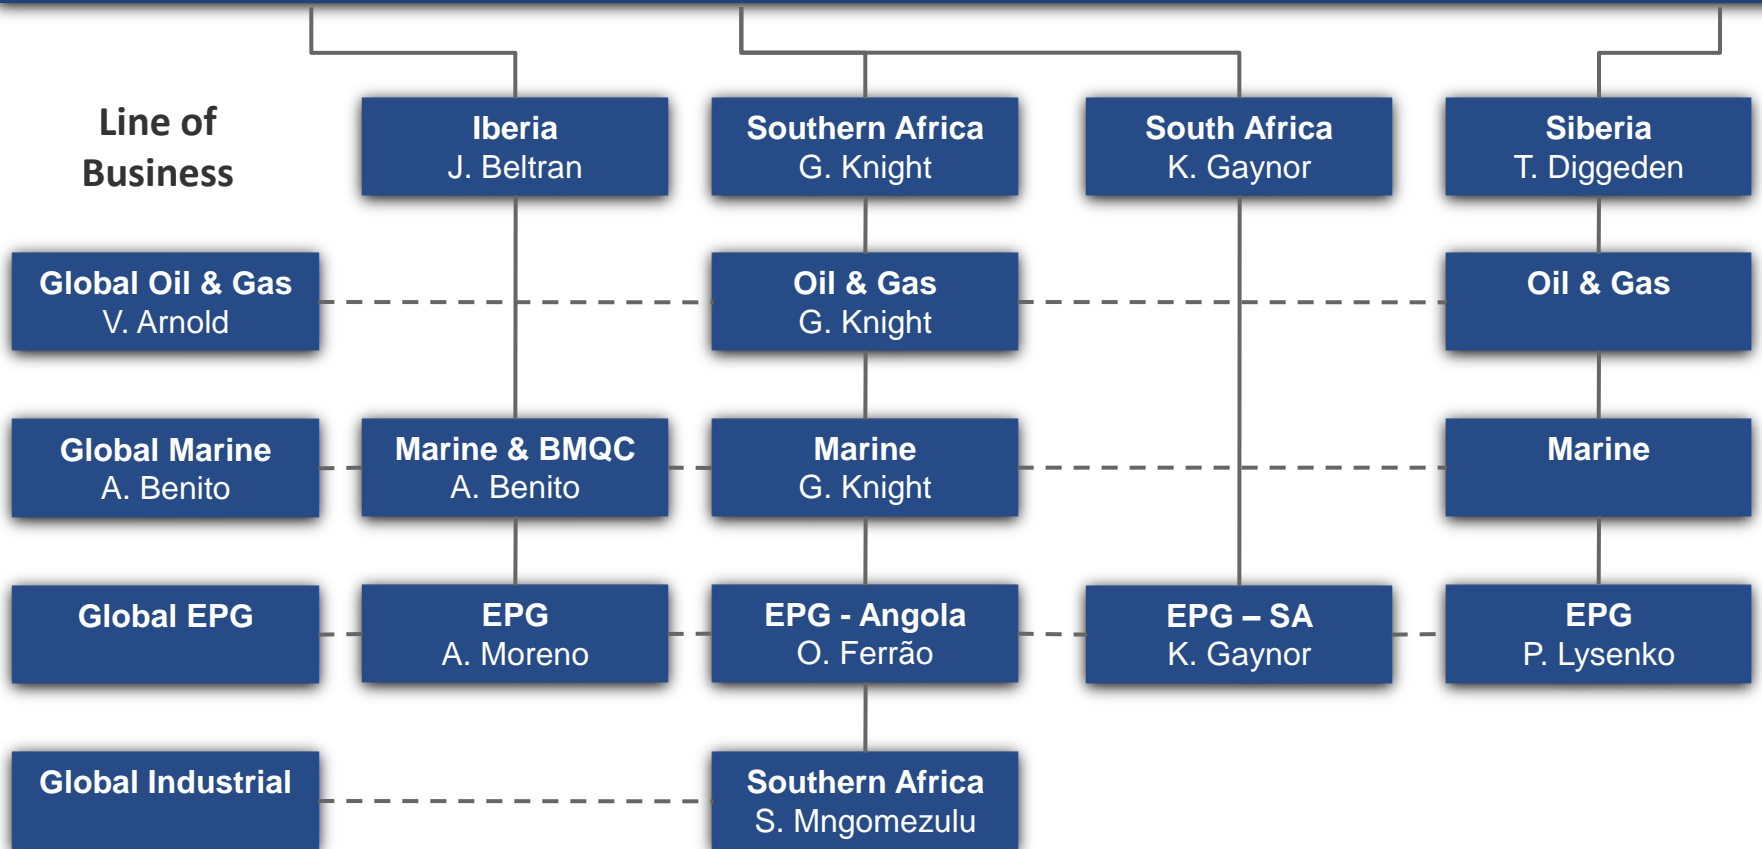 Line of
Business
Iberia
J. Beltran
Southern Africa
G. Knight
South Africa
K. Gaynor
Siberia
T. Diggeden
Global Oil & Gas
V. Arnold
Oil & Gas
G. Knight
Oil & Gas
Global Marine
A. Benito
Marine & BMQC
A. Benito
Marine
G. Knight
Marine
Global EPG
EPG
A. Moreno
EPG - Angola
O. Ferrão
EPG – SA
K. Gaynor
EPG
P. Lysenko
Global Industrial
Southern Africa
S. Mngomezulu